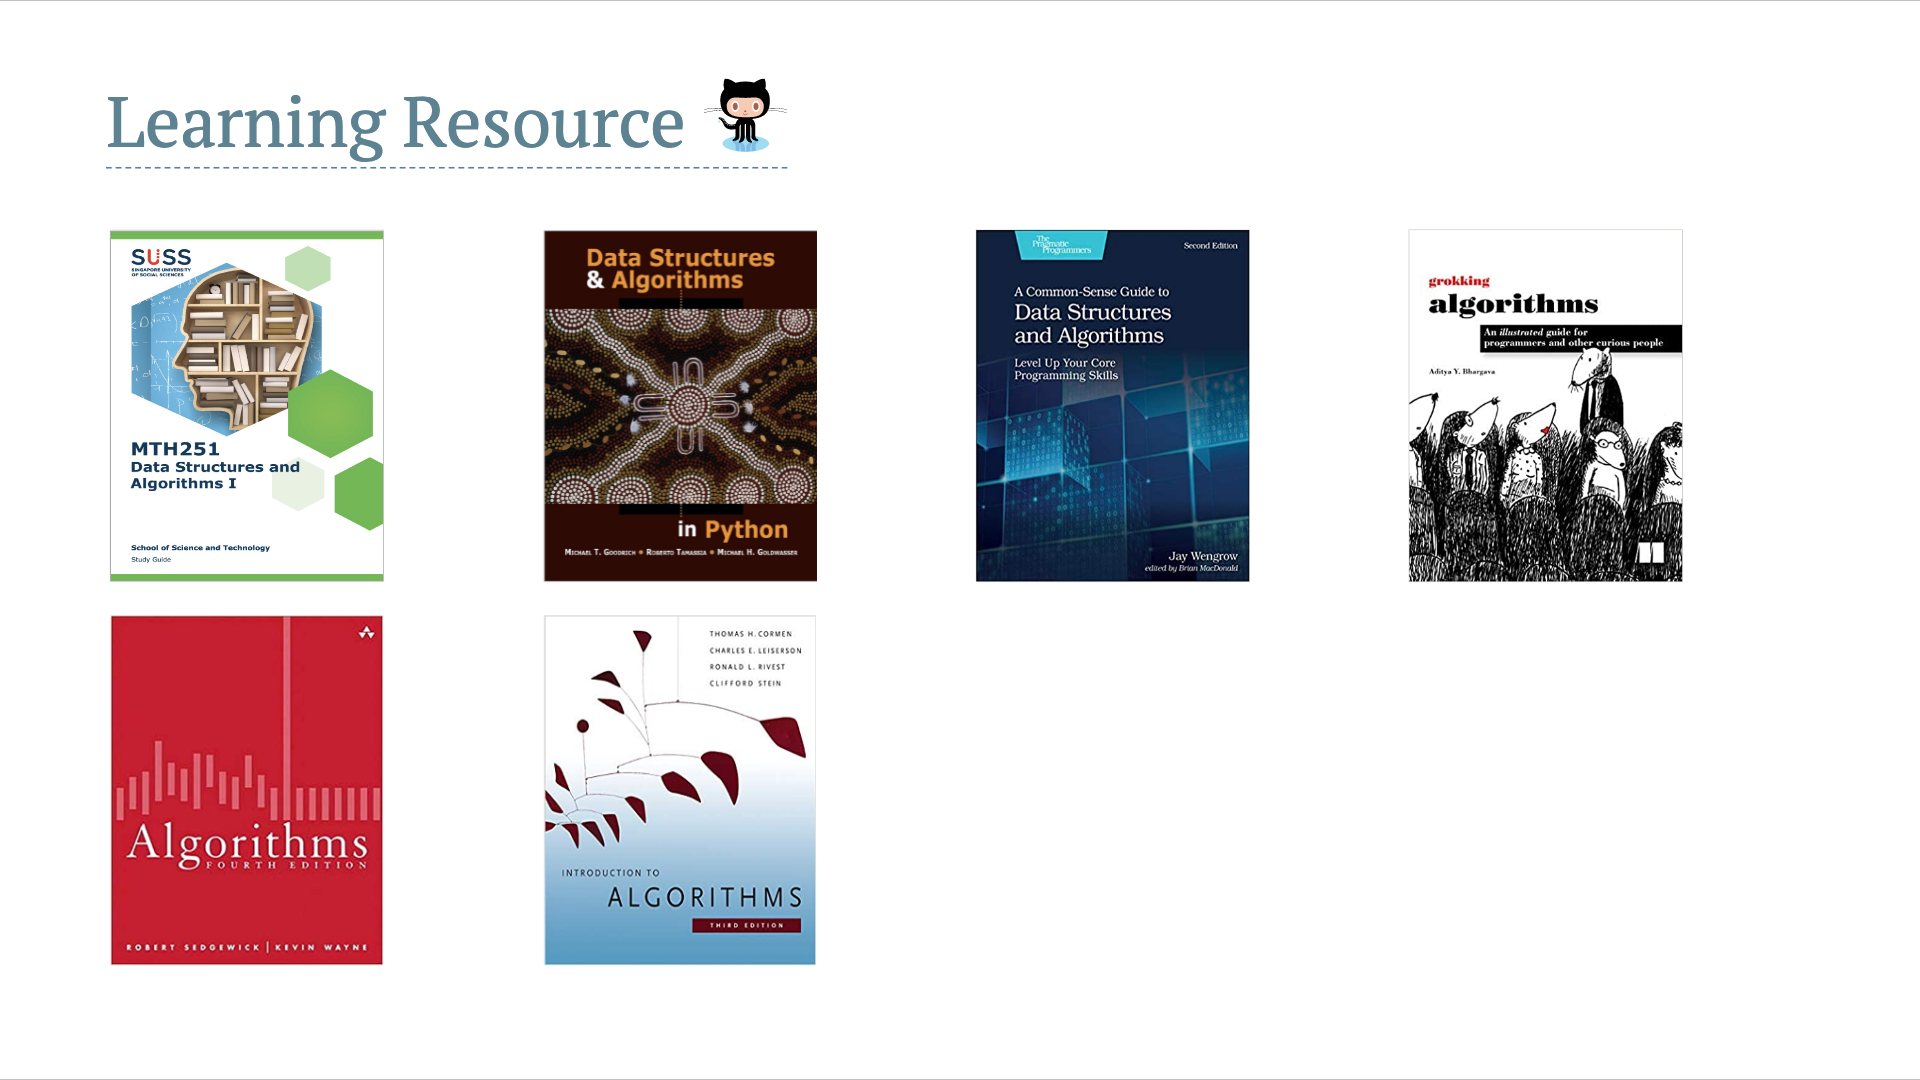 Learning Resource
SUSS
SINGAPORE UNIVERSITY
OF SOCIAL SCIENCES
MTH251
Data Structures and
Algorithms I
School of Science and Technology
Study Guide
Data Structures
& Algorithms
in Python
MICHAEL T. GOODRICH • ROBERTO TAMASSIA • MICHAEL H. GOLDWASSER
The
Pragmatic
Programmers
Second Edition
A Common-Sense Guide to
Data Structures
and Algorithms
Level Up Your Core
Programming Skills
Jay Wengrow
edited by Brian MacDonald
grokking
algorithms
An illustrated guide for
programmers and other curious people
Aditya Y. Bhargava
Algorithms
FOURTH EDITION
ROBERT SEDGEWICK | KEVIN WAYNE
THOMAS H. CORMEN
CHARLES E. LEISERSON
RONALD L. RIVEST
CLIFFORD STEIN
INTRODUCTION TO
ALGORITHMS
THIRD EDITION